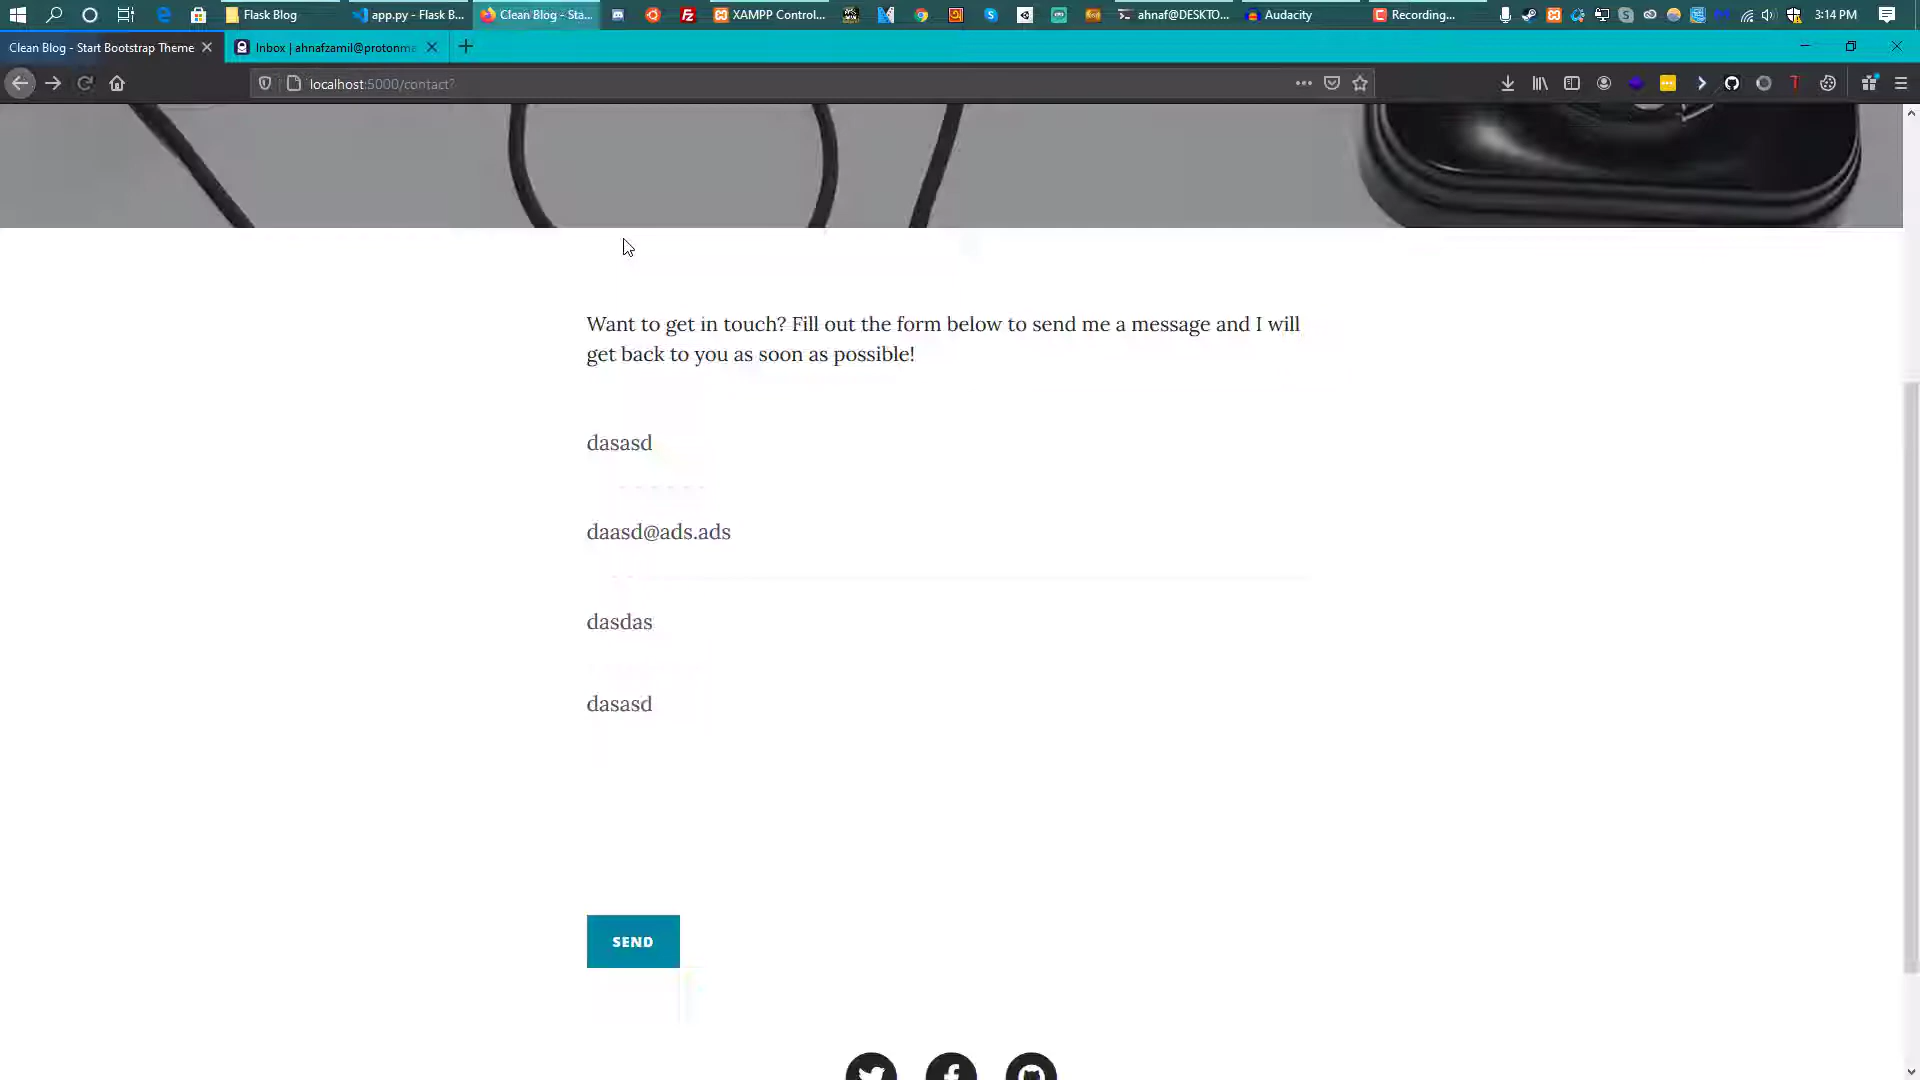 Flask Blog
app.py - Flask B...
Clean Blog - Sta...
XAMPP Control...
ahnaf@DESKTO...
Audacity
Recording...
3:14 PM
Clean Blog - Start Bootstrap Theme
Inbox | ahnafzamil@protonma
localhost:5000/contact?
Want to get in touch? Fill out the form below to send me a message and I will
get back to you as soon as possible!
dasasd
daasd@ads.ads
dasdas
dasasd
SEND